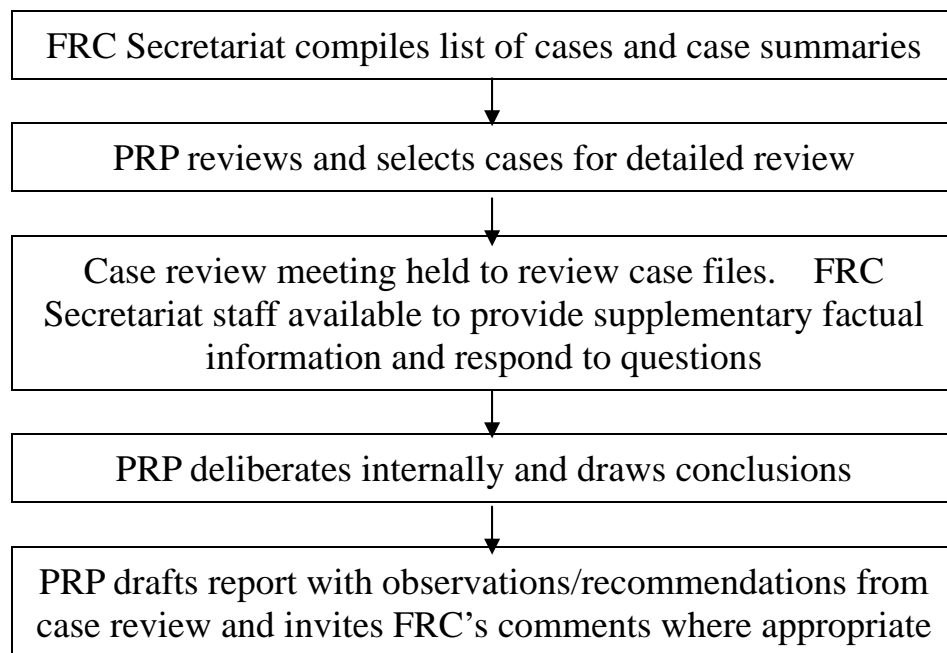 FRC Secretariat compiles list of cases and case summaries
PRP reviews and selects cases for detailed review
Case review meeting held to review case files. FRC
Secretariat staff available to provide supplementary factual
information and respond to questions
PRP deliberates internally and draws conclusions
PRP drafts report with observations/recommendations from
case review and invites FRC’s comments where appropriate